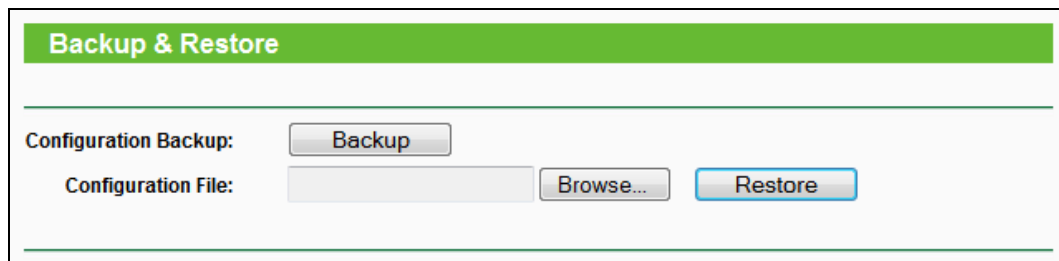 Backup & Restore
Configuration Backup: Backup
Configuration File: Browse... Restore